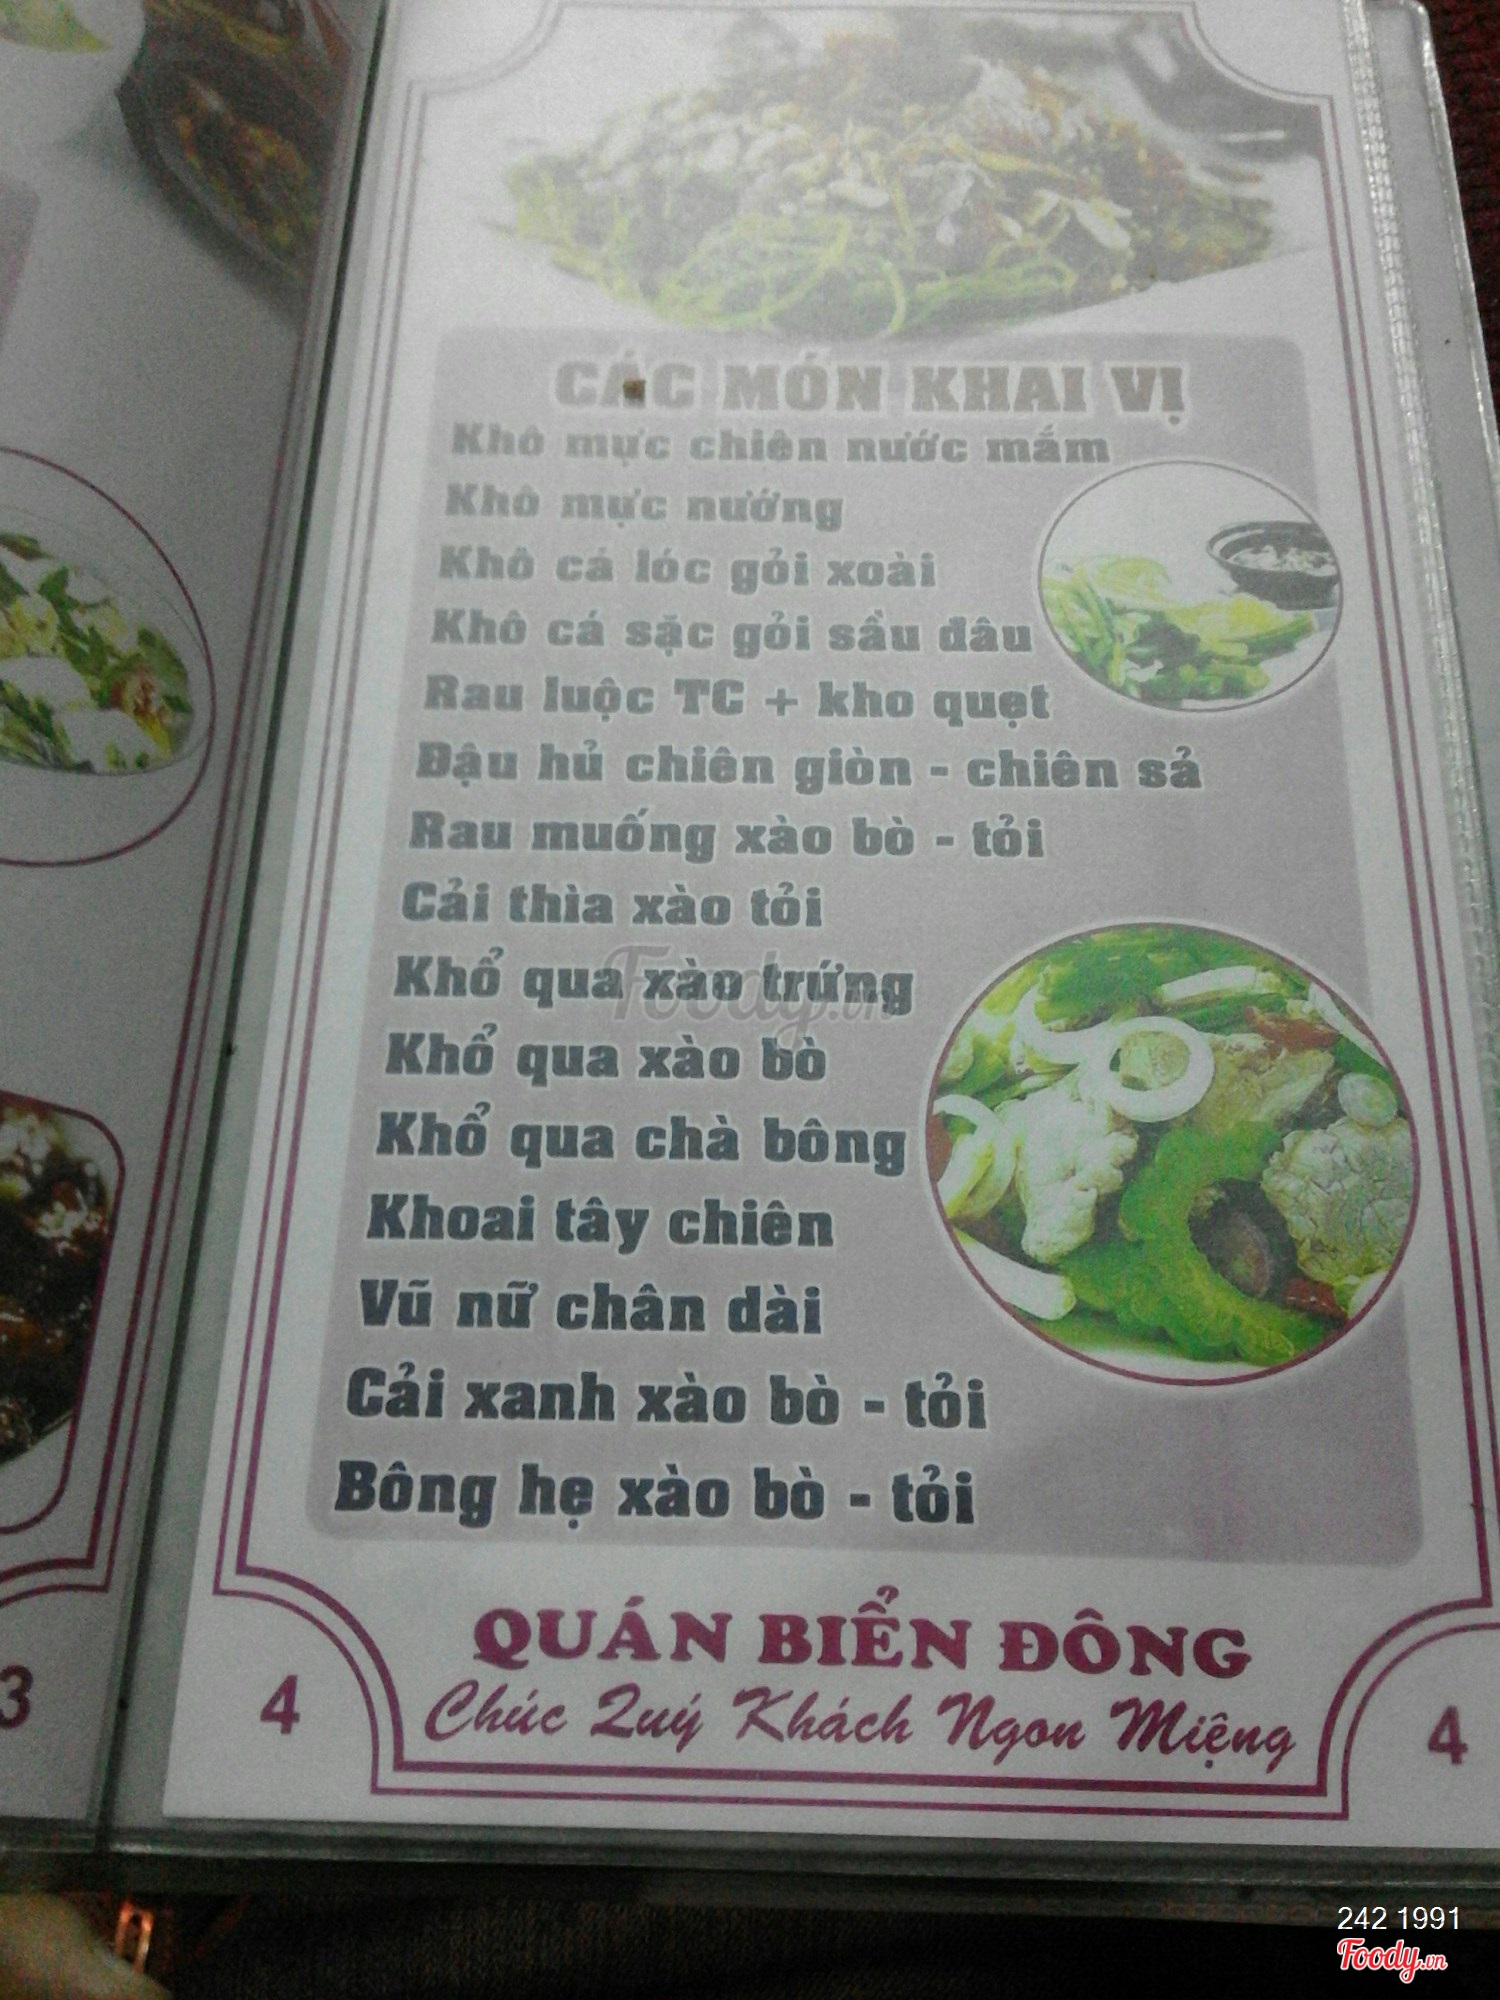 CÁC MÓN KHAI VỊ
Khô mực chiên nước mắm
Khô mực nướng
Khô cá lóc gỏi xoài
Khô cá sặc gỏi sầu đâu
Rau luộc TC + kho quẹt
Đậu hủ chiên giòn - chiên sả
Rau muống xào bò - tỏi
Cải thìa xào tỏi
Khổ qua xào trứng
Foody.vn
Khổ qua xào bò
Khổ qua chà bông
Khoai tây chiên
Vũ nữ chân dài
Cải xanh xào bò - tỏi
Bông hẹ xào bò - tỏi
QUÁN BIỂN ĐÔNG
Chúc Quý Khách Ngon Miệng
3
4
4
242 1991
Foody.vn